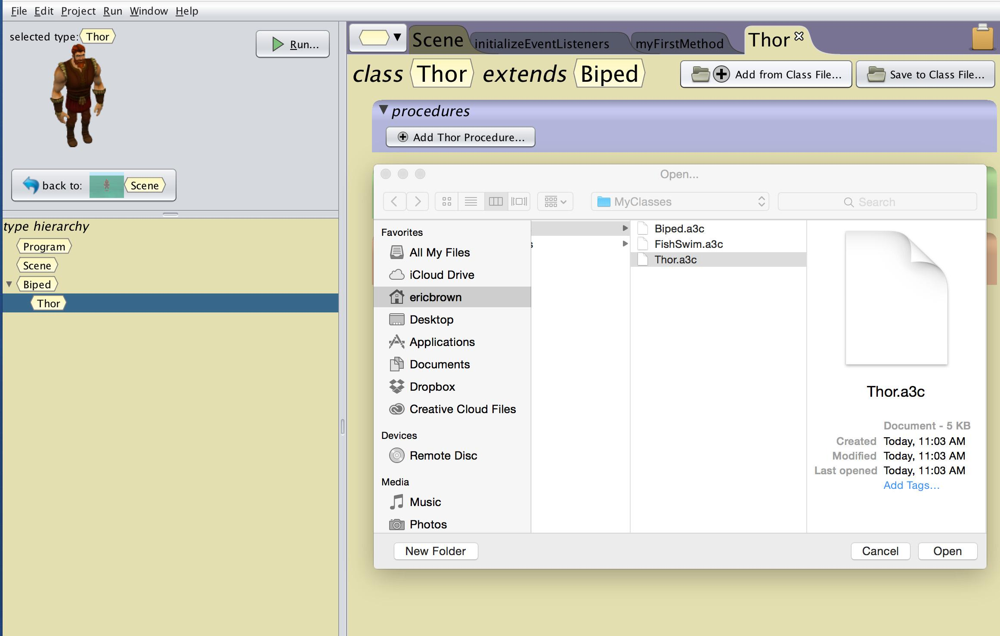 File Edit Project Run Window Help
selected type: Thor
Run...
back to: Scene
type hierarchy
Program
Scene
Biped
Thor
Scene initializeEventListeners myFirstMethod Thor
class Thor extends Biped
Add from Class File...
Save to Class File...
procedures
Add Thor Procedure...
Open...
MyClasses
Search
Favorites
All My Files
iCloud Drive
ericbrown
Desktop
Applications
Documents
Dropbox
Creative Cloud Files
Devices
Remote Disc
Media
Music
Photos
Biped.a3c
FishSwim.a3c
Thor.a3c
Thor.a3c
Document - 5 KB
Created Today, 11:03 AM
Modified Today, 11:03 AM
Last opened Today, 11:03 AM
Add Tags...
New Folder
Cancel
Open